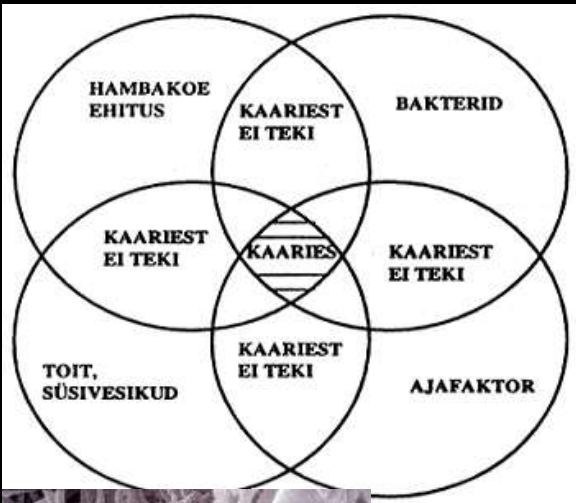 HAMBAKOE
EHITUS
KAARIEST
EI TEKI
BAKTERID
KAARIEST
EI TEKI
KAARIES
KAARIEST
EI TEKI
TOIT,
SÜSIVESIKUD
KAARIEST
EI TEKI
AJAFAKTOR